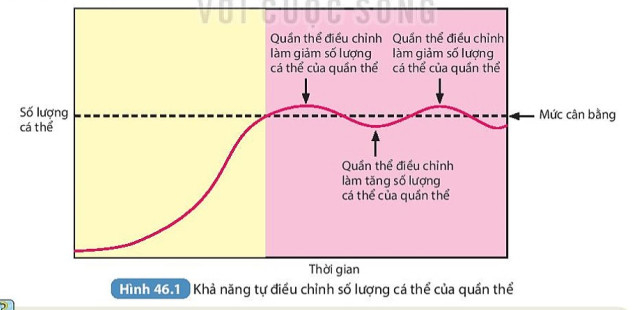 VỚI CUỘC SỐNG
Quần thể điều chỉnh
làm giảm số lượng
cá thể của quần thể
Quần thể điều chỉnh
làm giảm số lượng
cá thể của quần thể
Số lượng
cá thể
Mức cân bằng
Quần thể điều chỉnh
làm tăng số lượng
cá thể của quần thể
Thời gian
Hình 46.1 Khả năng tự điều chỉnh số lượng cá thể của quần thể